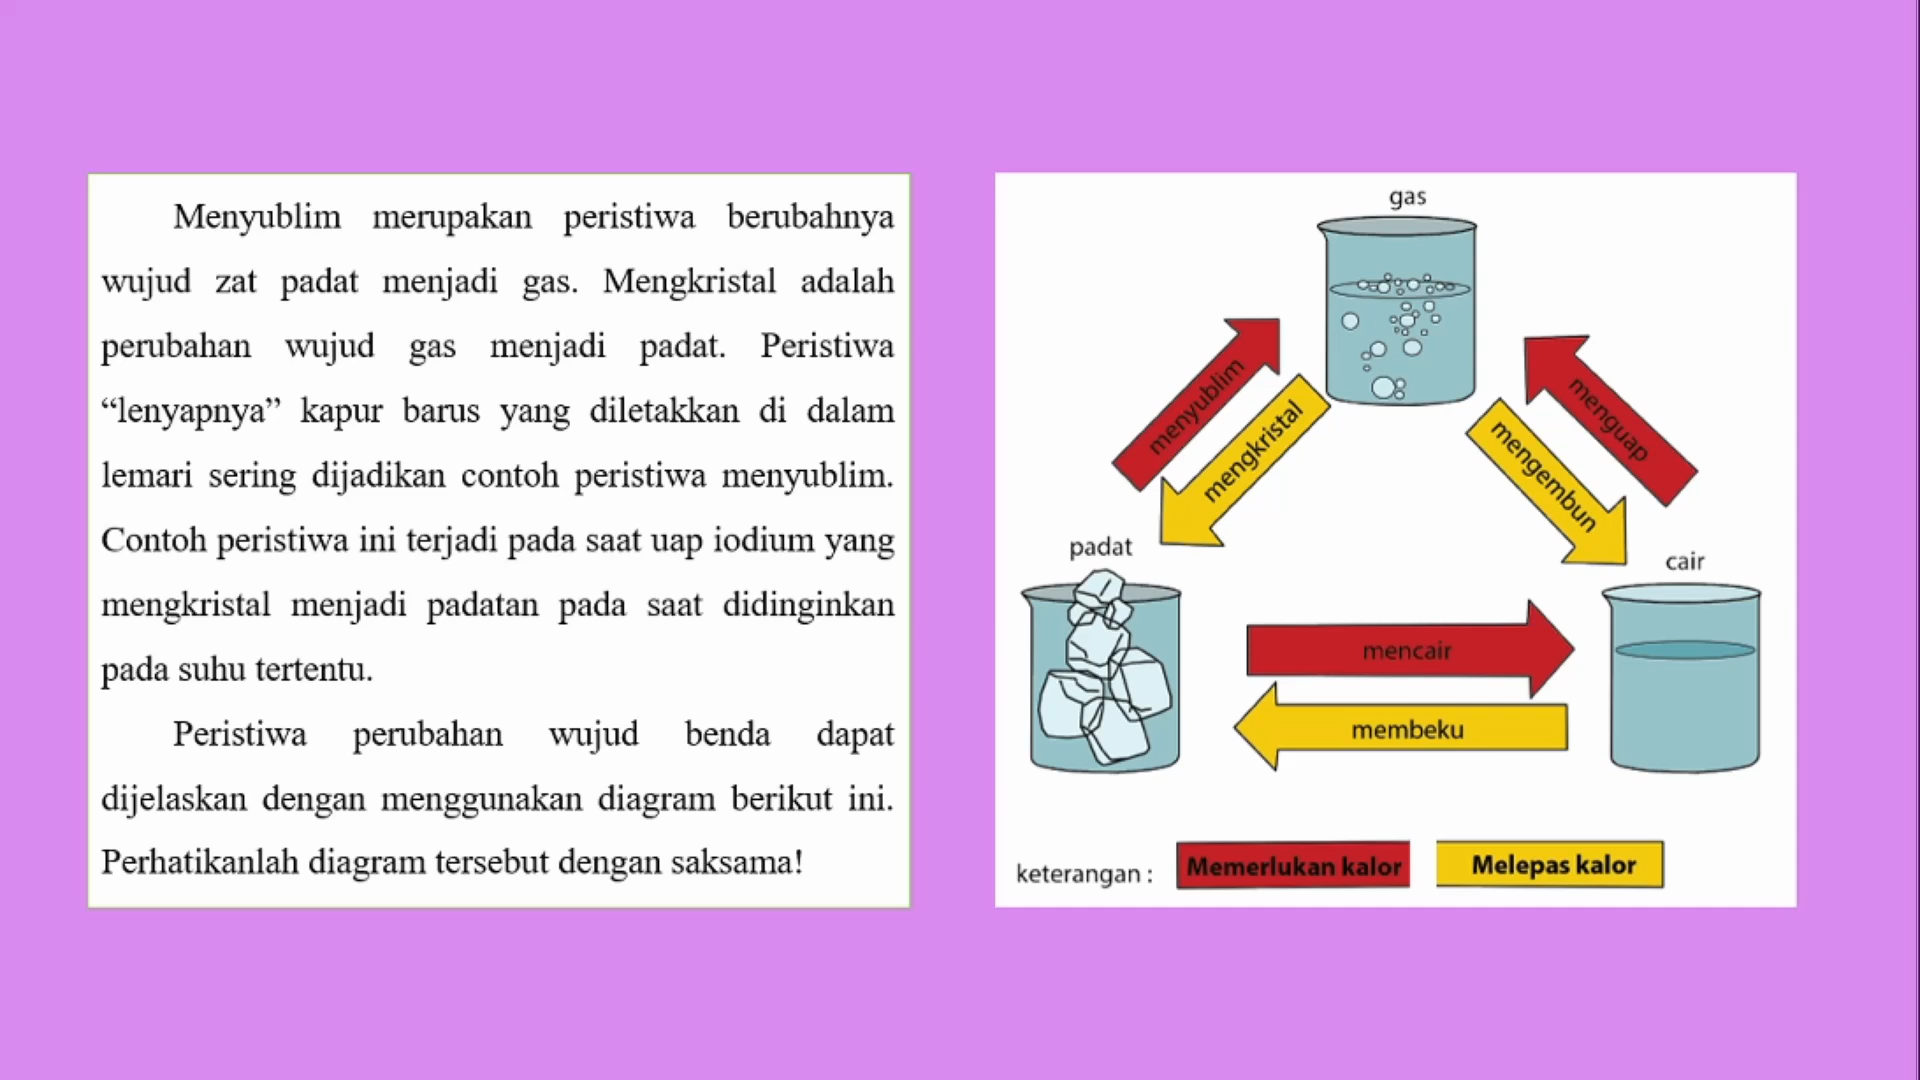 Menyublim merupakan peristiwa berubahnya
wujud zat padat menjadi gas. Mengkristal adalah
perubahan wujud gas menjadi padat. Peristiwa
“lenyapnya” kapur barus yang diletakkan di dalam
lemari sering dijadikan contoh peristiwa menyublim.
Contoh peristiwa ini terjadi pada saat uap iodium yang
mengkristal menjadi padatan pada saat didinginkan
pada suhu tertentu.
Peristiwa perubahan wujud benda dapat
dijelaskan dengan menggunakan diagram berikut ini.
Perhatikanlah diagram tersebut dengan saksama!
gas
menyublim
mengkristal
menguap
mengembun
padat
cair
mencair
membeku
keterangan :
Memerlukan kalor
Melepas kalor